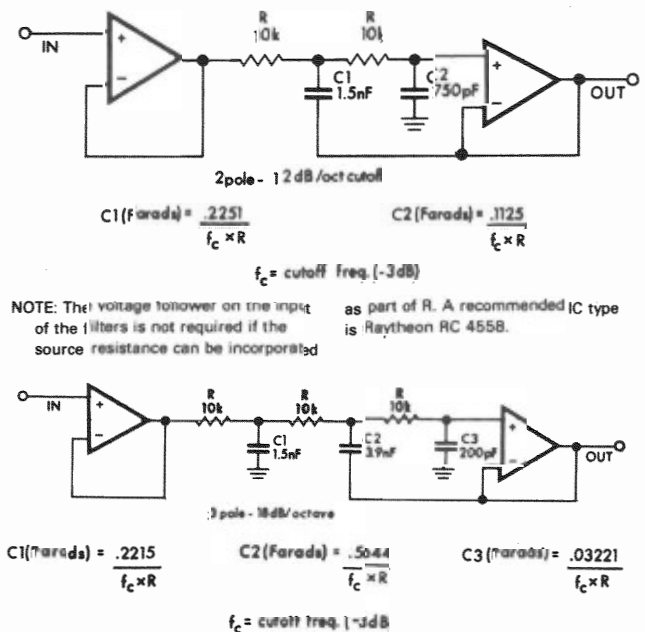 R R
10k 10k
IN + −
C1 1.5nF
C2 750pF
+ −
OUT
2pole - 12dB/oct cutoff
C1(Farads) = .2251 / fc × R
C2(Farads) = .1125 / fc × R
fc = cutoff Freq. (-3dB)
NOTE: The voltage follower on the input
of the filters is not required if the
source resistance can be incorporated
as part of R. A recommended IC type
is Raytheon RC 4558.
R R R
10k 10k 10k
IN + −
C1 1.5nF
C2 3.9nF
C3 200pF
+ −
OUT
3 pole - 18dB/octave
C1(Farads) = .2215 / fc × R
C2(Farads) = .5644 / fc × R
C3(Farads) = .03221 / fc × R
fc = cutoff freq. (-3dB